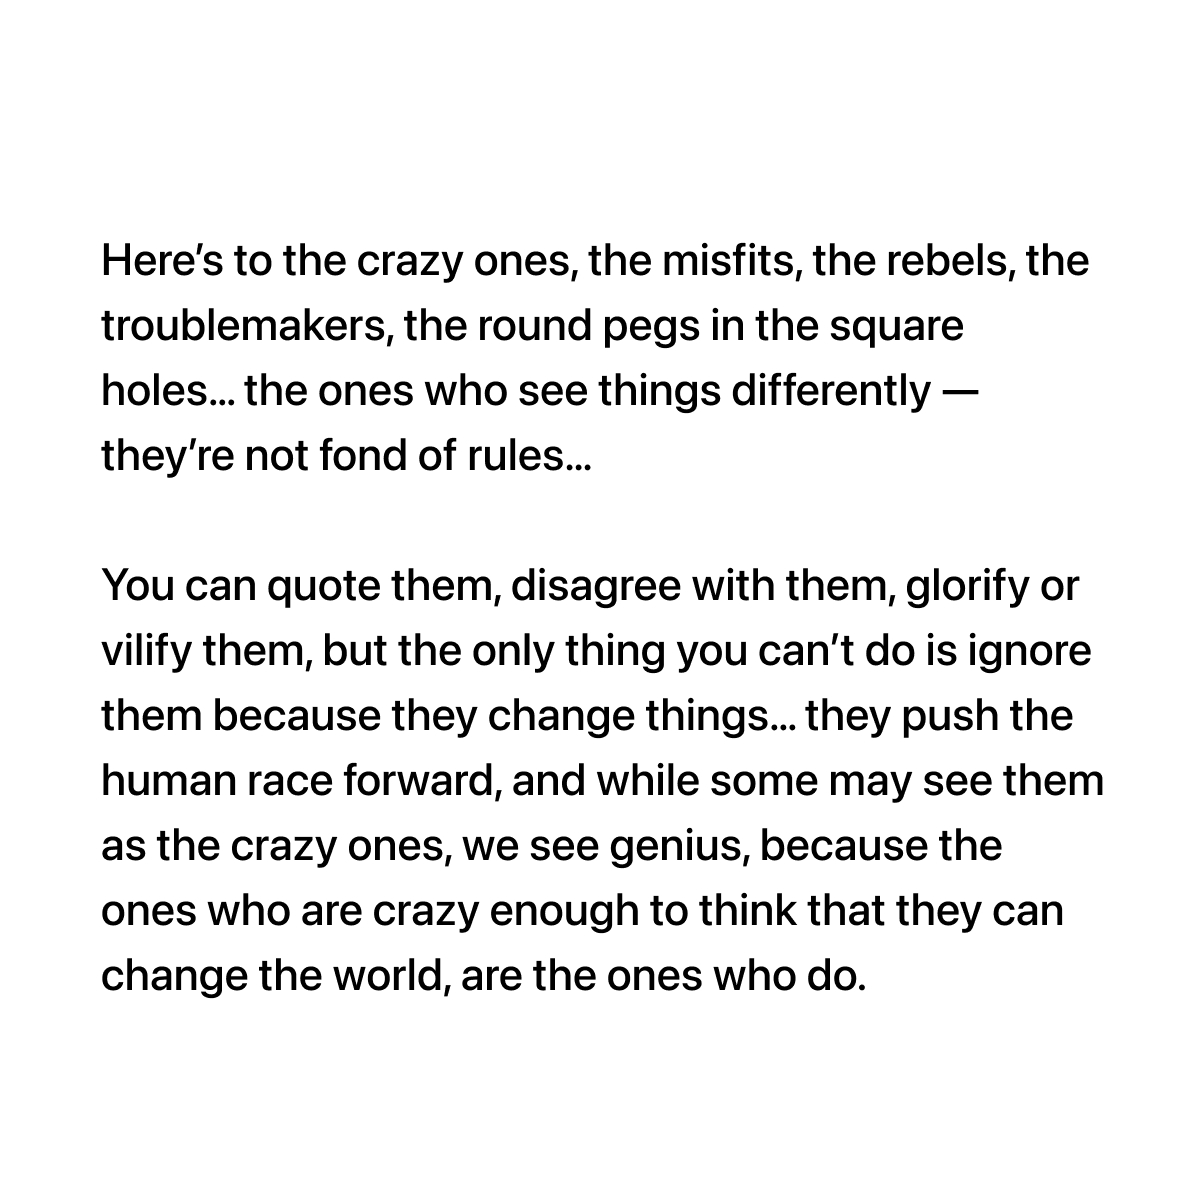 Here’s to the crazy ones, the misfits, the rebels, the
troublemakers, the round pegs in the square
holes… the ones who see things differently —
they’re not fond of rules…
You can quote them, disagree with them, glorify or
vilify them, but the only thing you can’t do is ignore
them because they change things… they push the
human race forward, and while some may see them
as the crazy ones, we see genius, because the
ones who are crazy enough to think that they can
change the world, are the ones who do.